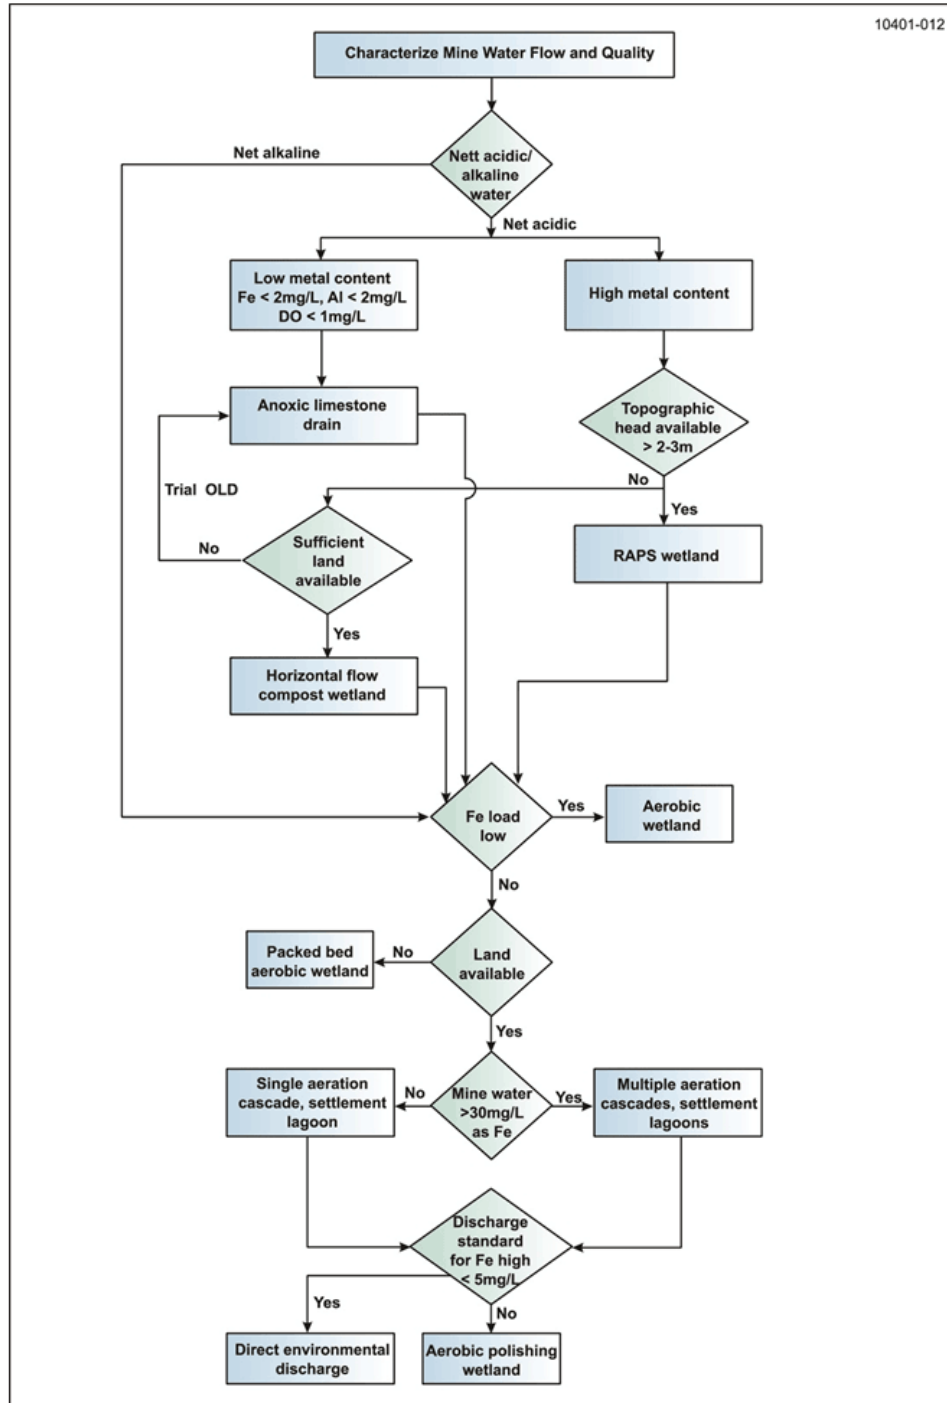 10401-012
Characterize Mine Water Flow and Quality
Net alkaline
Nett acidic/
alkaline
water
Net acidic
Low metal content
Fe < 2mg/L, Al < 2mg/L
DO < 1mg/L
High metal content
Anoxic limestone
drain
Topographic
head available
> 2-3m
Trial OLD
No
Yes
No
Sufficient
land
available
RAPS wetland
Yes
Horizontal flow
compost wetland
Fe load
low
Yes
Aerobic
wetland
No
Packed bed
aerobic wetland
No
Land
available
Yes
Single aeration
cascade, settlement
lagoon
No
Mine water
>30mg/L
as Fe
Yes
Multiple aeration
cascades, settlement
lagoons
Discharge
standard
for Fe high
< 5mg/L
Yes
No
Direct environmental
discharge
Aerobic polishing
wetland